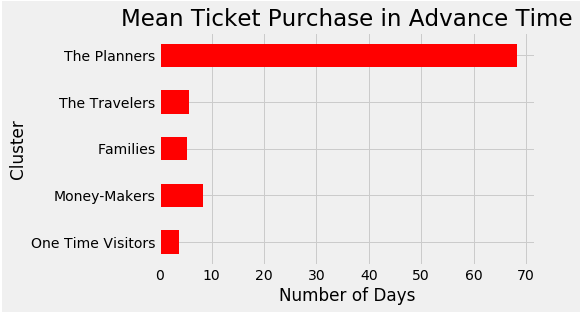 Mean Ticket Purchase in Advance Time
The Planners
The Travelers
Families
Money-Makers
One Time Visitors
Cluster
0 10 20 30 40 50 60 70
Number of Days